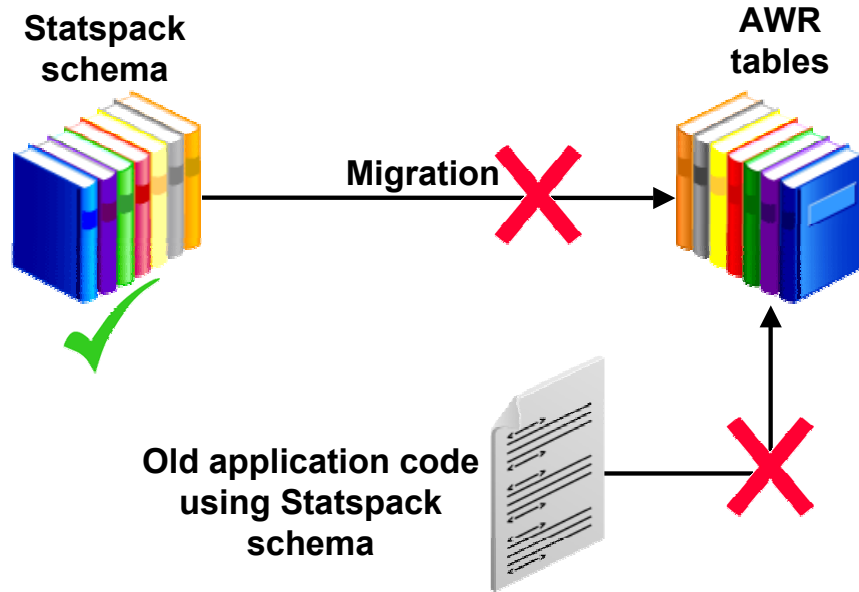 Statspack
schema
AWR
tables
Migration
Old application code
using Statspack
schema